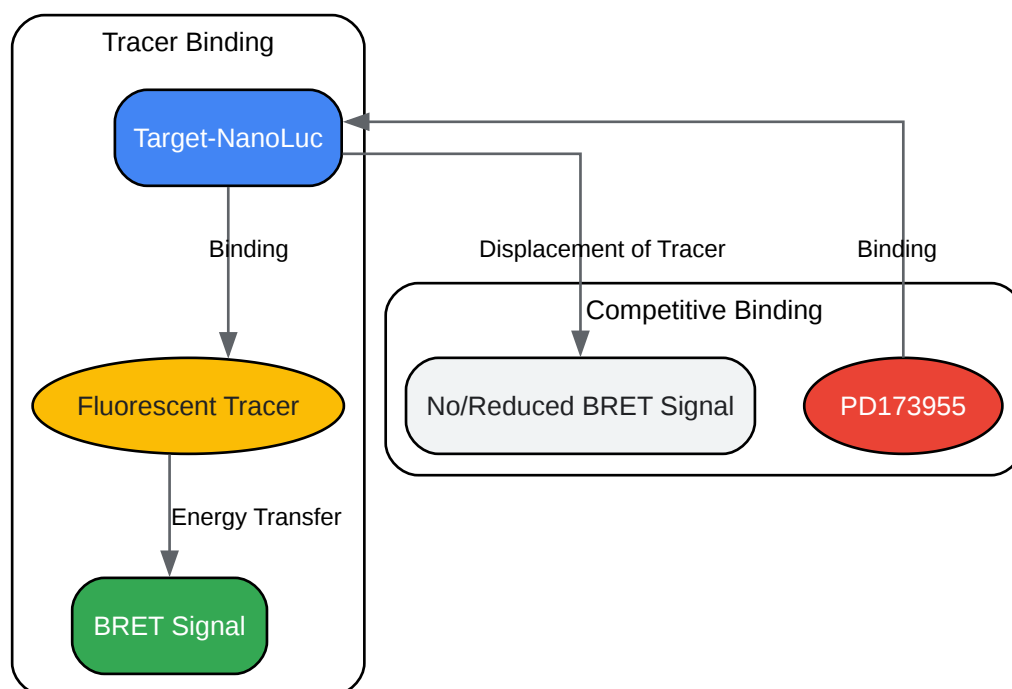 Tracer Binding
Target-NanoLuc
Binding
Displacement of Tracer
Binding
Competitive Binding
Fluorescent Tracer
No/Reduced BRET Signal
PD173955
Energy Transfer
BRET Signal